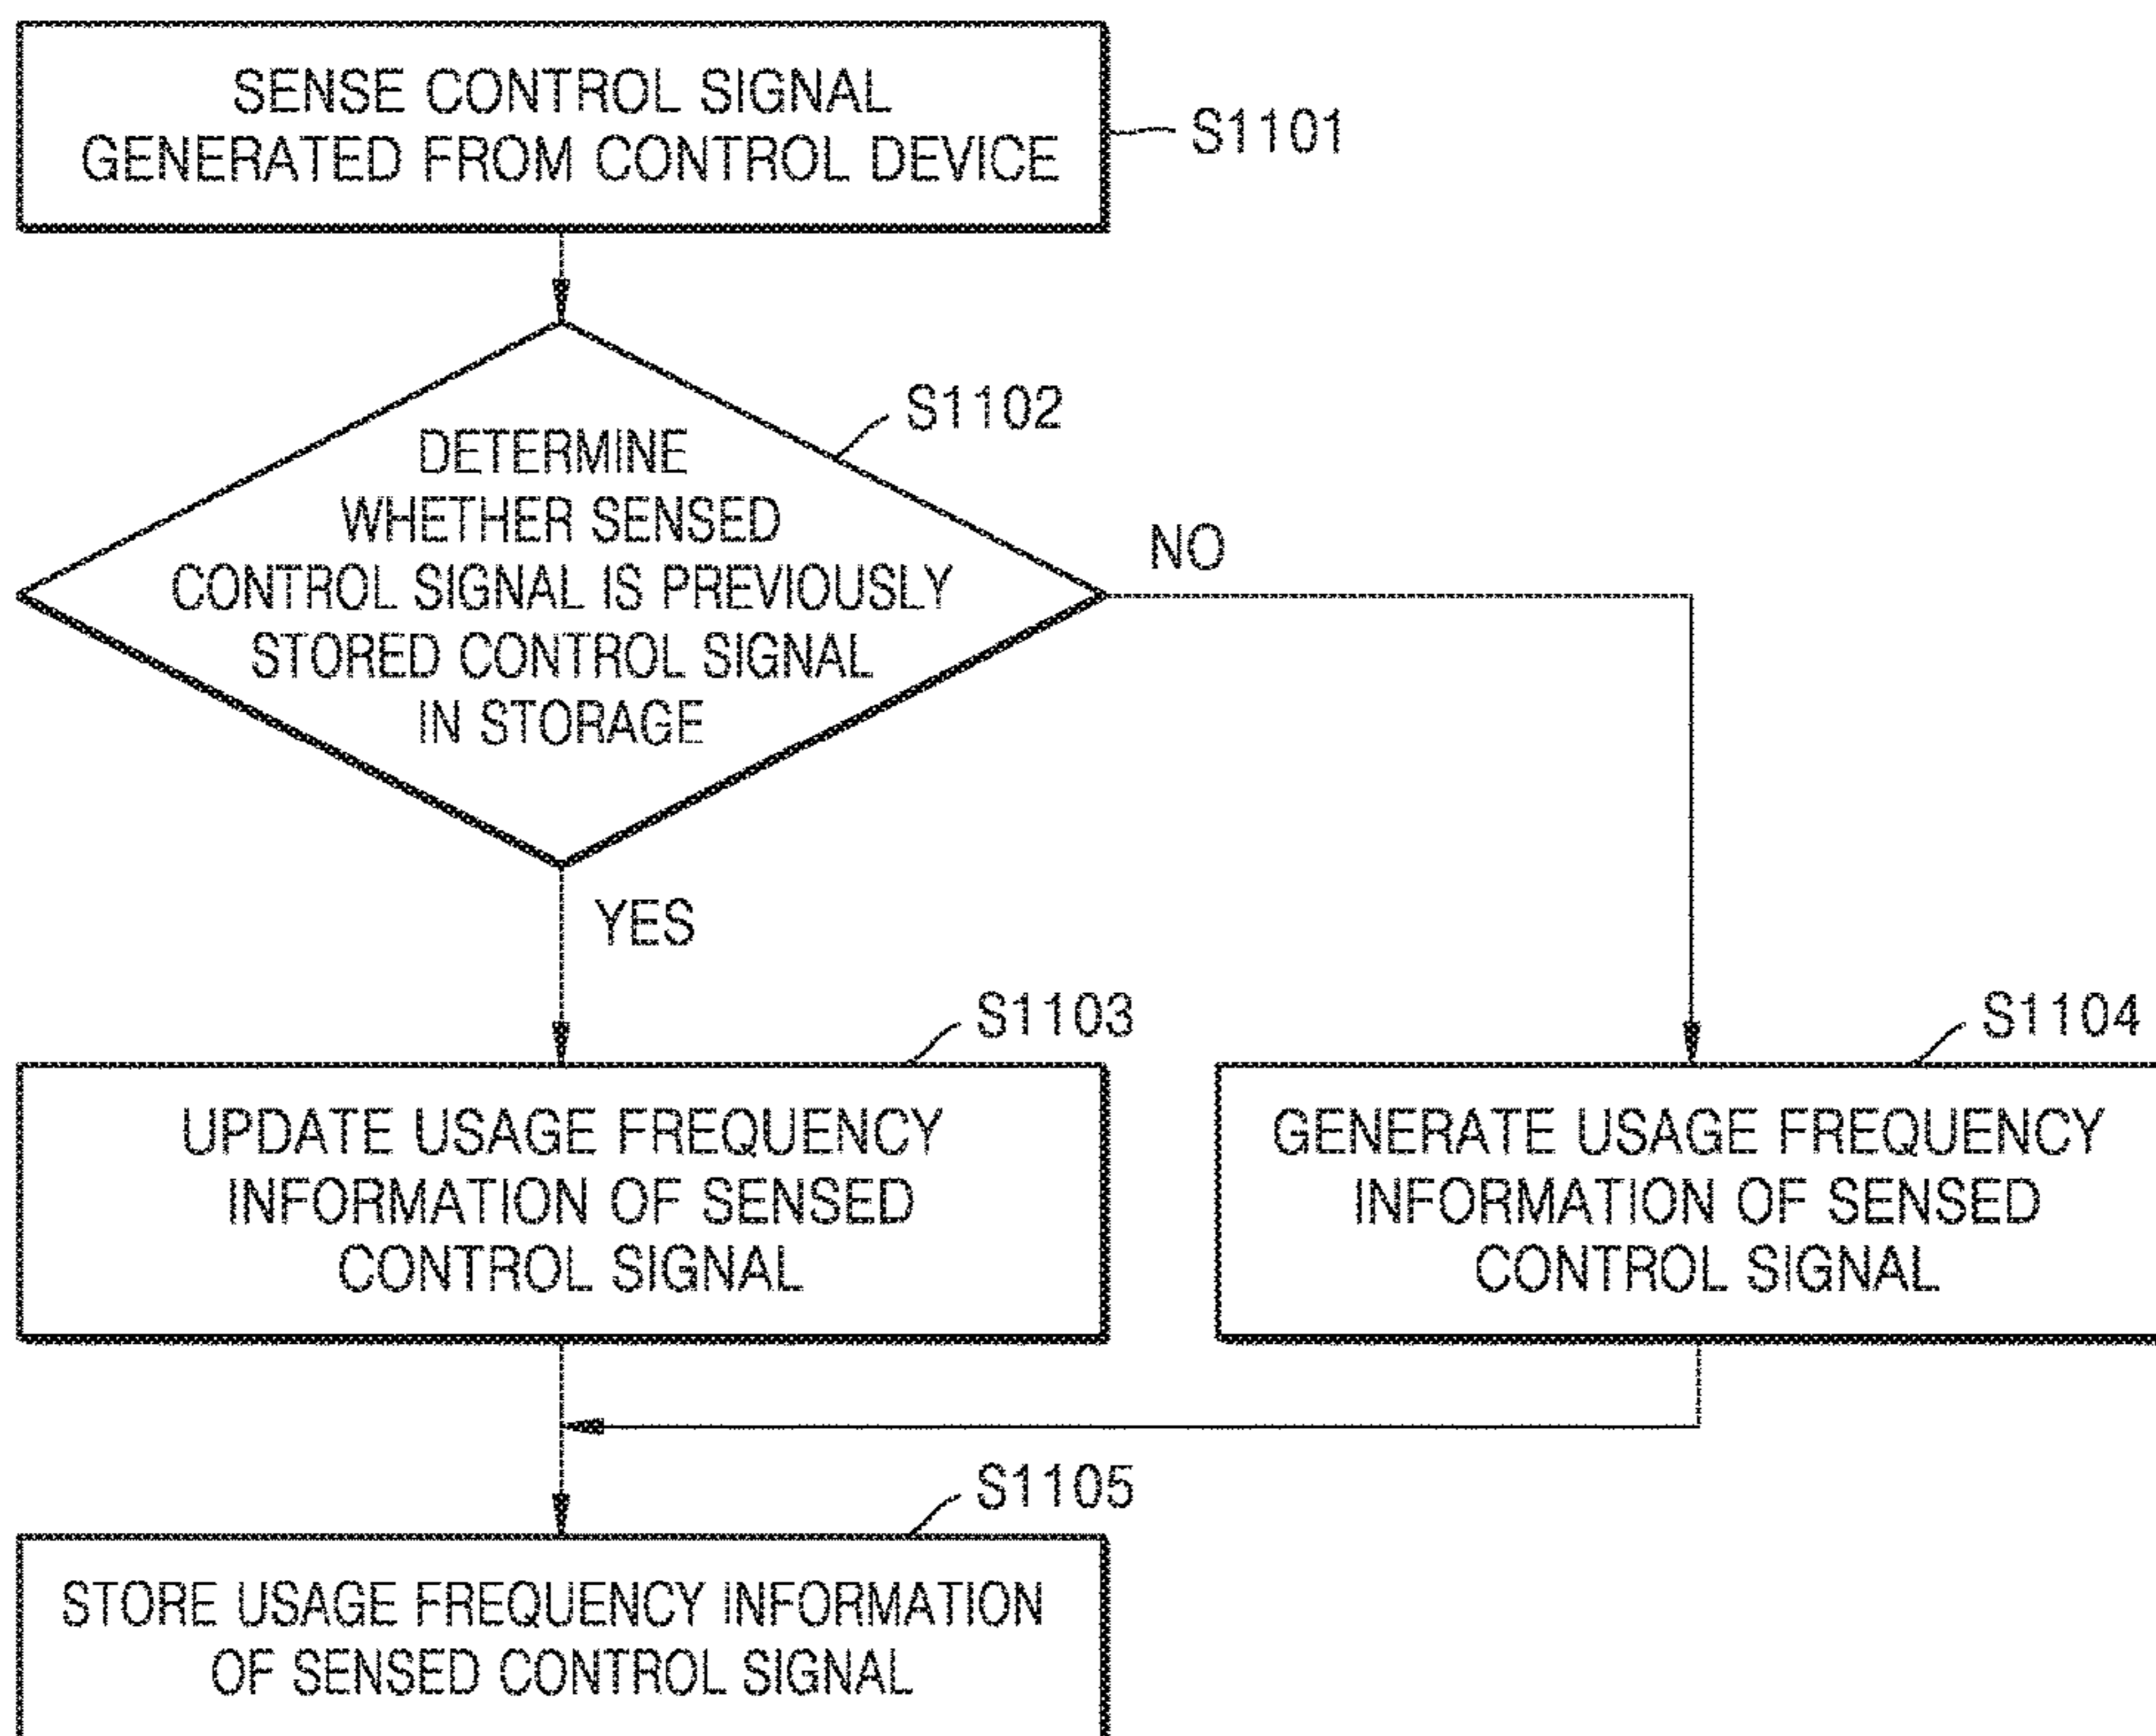 SENSE CONTROL SIGNAL
GENERATED FROM CONTROL DEVICE
S1101
S1102
DETERMINE
WHETHER SENSED
CONTROL SIGNAL IS PREVIOUSLY
STORED CONTROL SIGNAL
IN STORAGE
NO
YES
S1103
UPDATE USAGE FREQUENCY
INFORMATION OF SENSED
CONTROL SIGNAL
S1104
GENERATE USAGE FREQUENCY
INFORMATION OF SENSED
CONTROL SIGNAL
S1105
STORE USAGE FREQUENCY INFORMATION
OF SENSED CONTROL SIGNAL